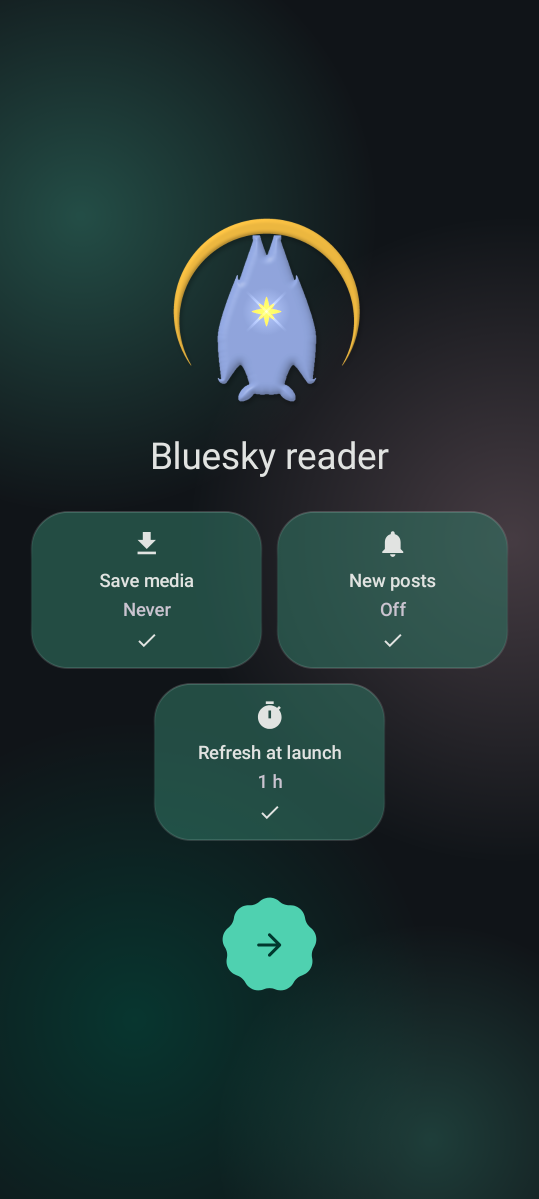 Bluesky reader
Save media
Never
New posts
Off
Refresh at launch
1 h